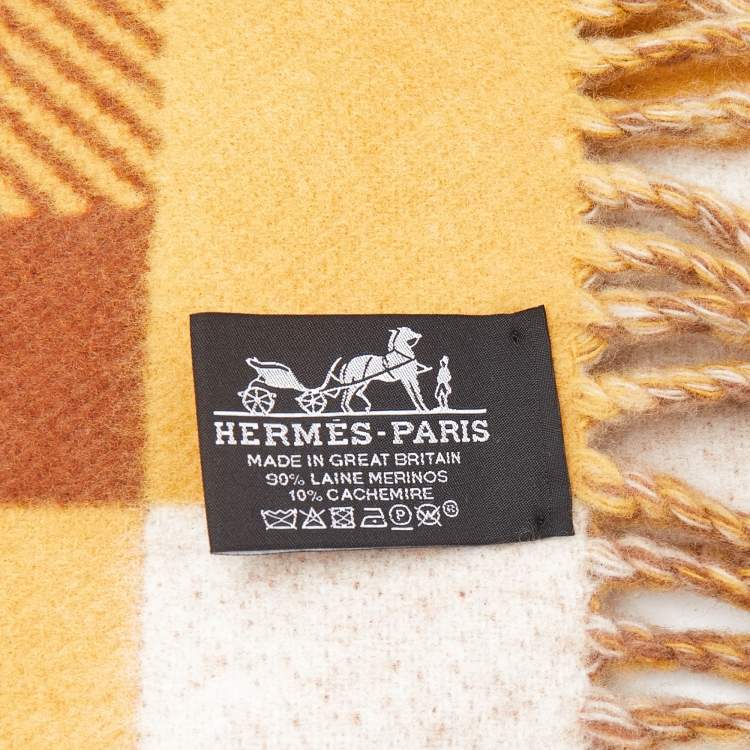 HERMÈS-PARIS
MADE IN GREAT BRITAIN
90% LAINE MERINOS
10% CACHEMIRE
P W ®